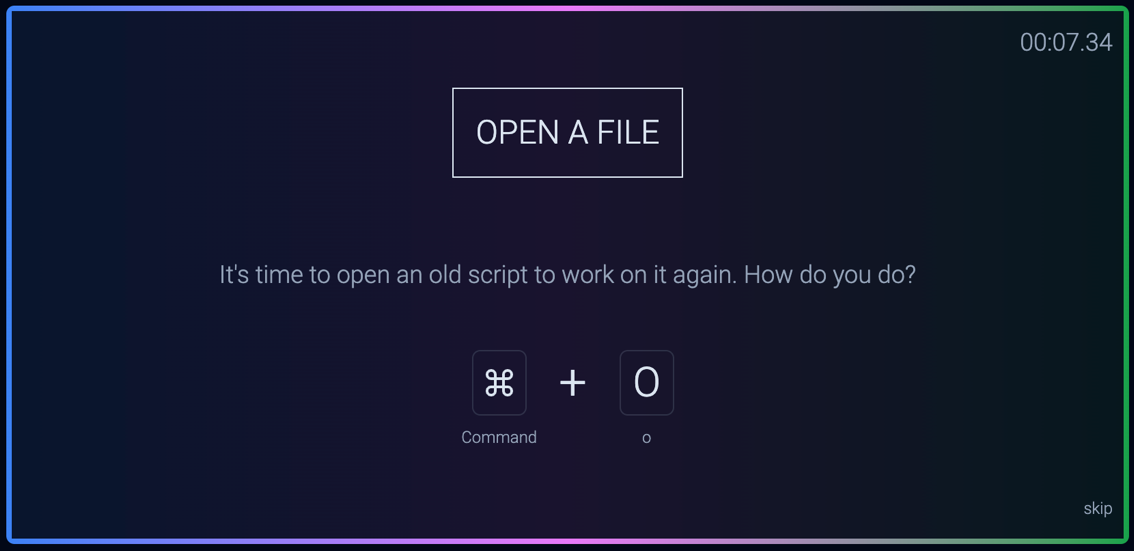 00:07.34
OPEN A FILE
It's time to open an old script to work on it again. How do you do?
⌘ + O
Command o
skip